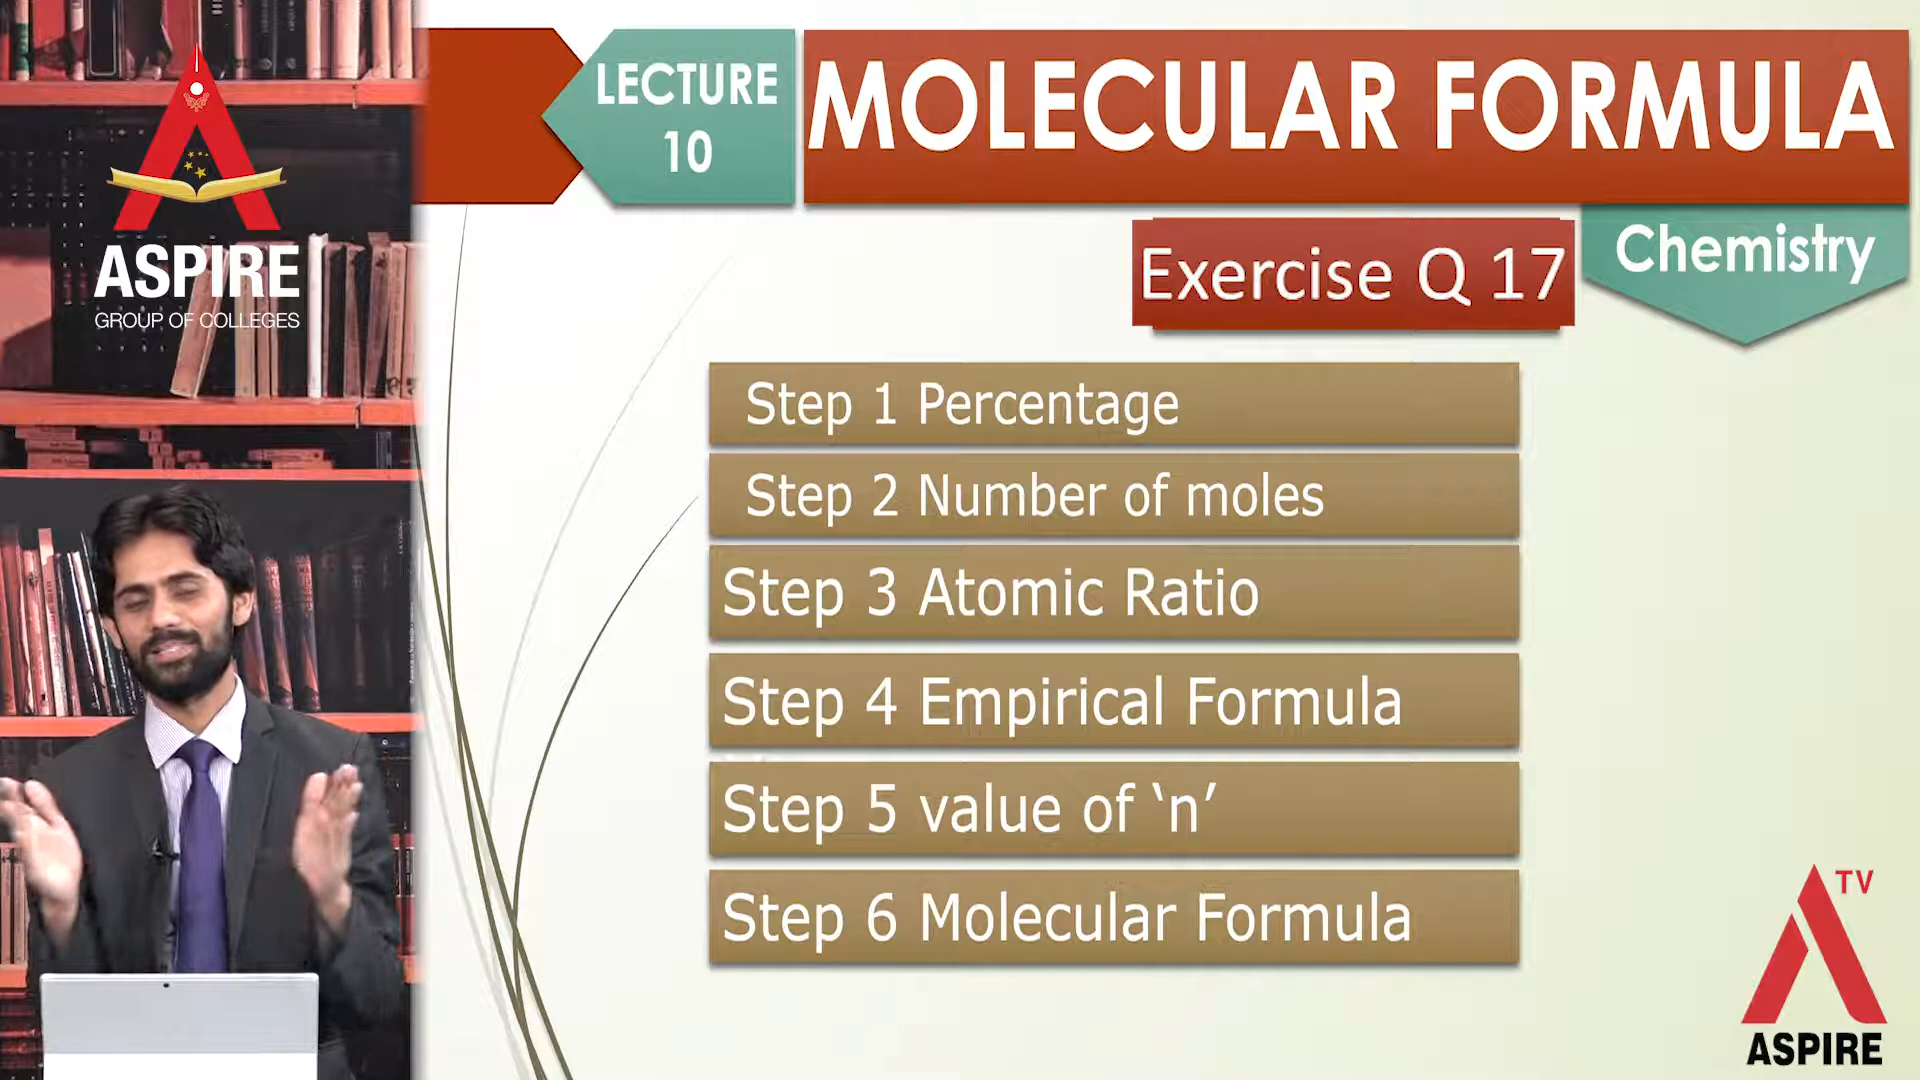 ASPIRE
GROUP OF COLLEGES
LECTURE
10
MOLECULAR FORMULA
Chemistry
Exercise Q 17
Step 1 Percentage
Step 2 Number of moles
Step 3 Atomic Ratio
Step 4 Empirical Formula
Step 5 value of ‘n’
Step 6 Molecular Formula
TV
ASPIRE